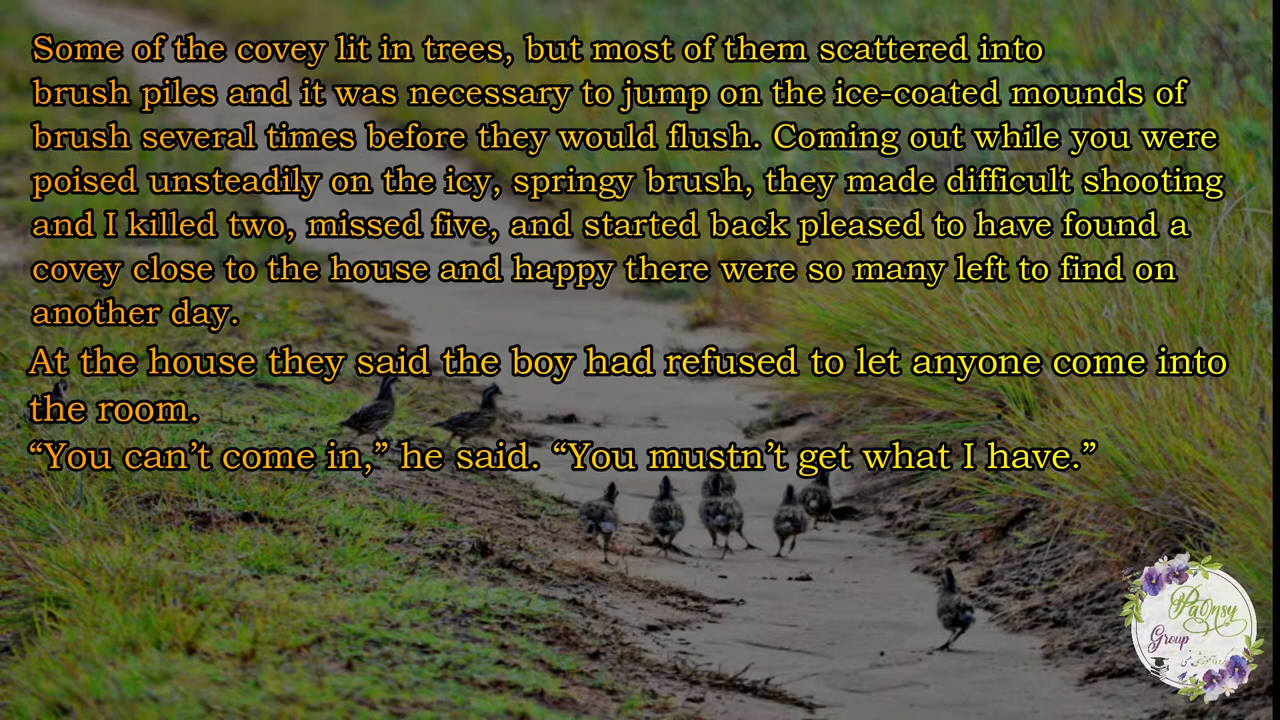 Some of the covey lit in trees, but most of them scattered into
brush piles and it was necessary to jump on the ice-coated mounds of
brush several times before they would flush. Coming out while you were
poised unsteadily on the icy, springy brush, they made difficult shooting
and I killed two, missed five, and started back pleased to have found a
covey close to the house and happy there were so many left to find on
another day.
At the house they said the boy had refused to let anyone come into
the room.
“You can’t come in,” he said. “You mustn’t get what I have.”
Group